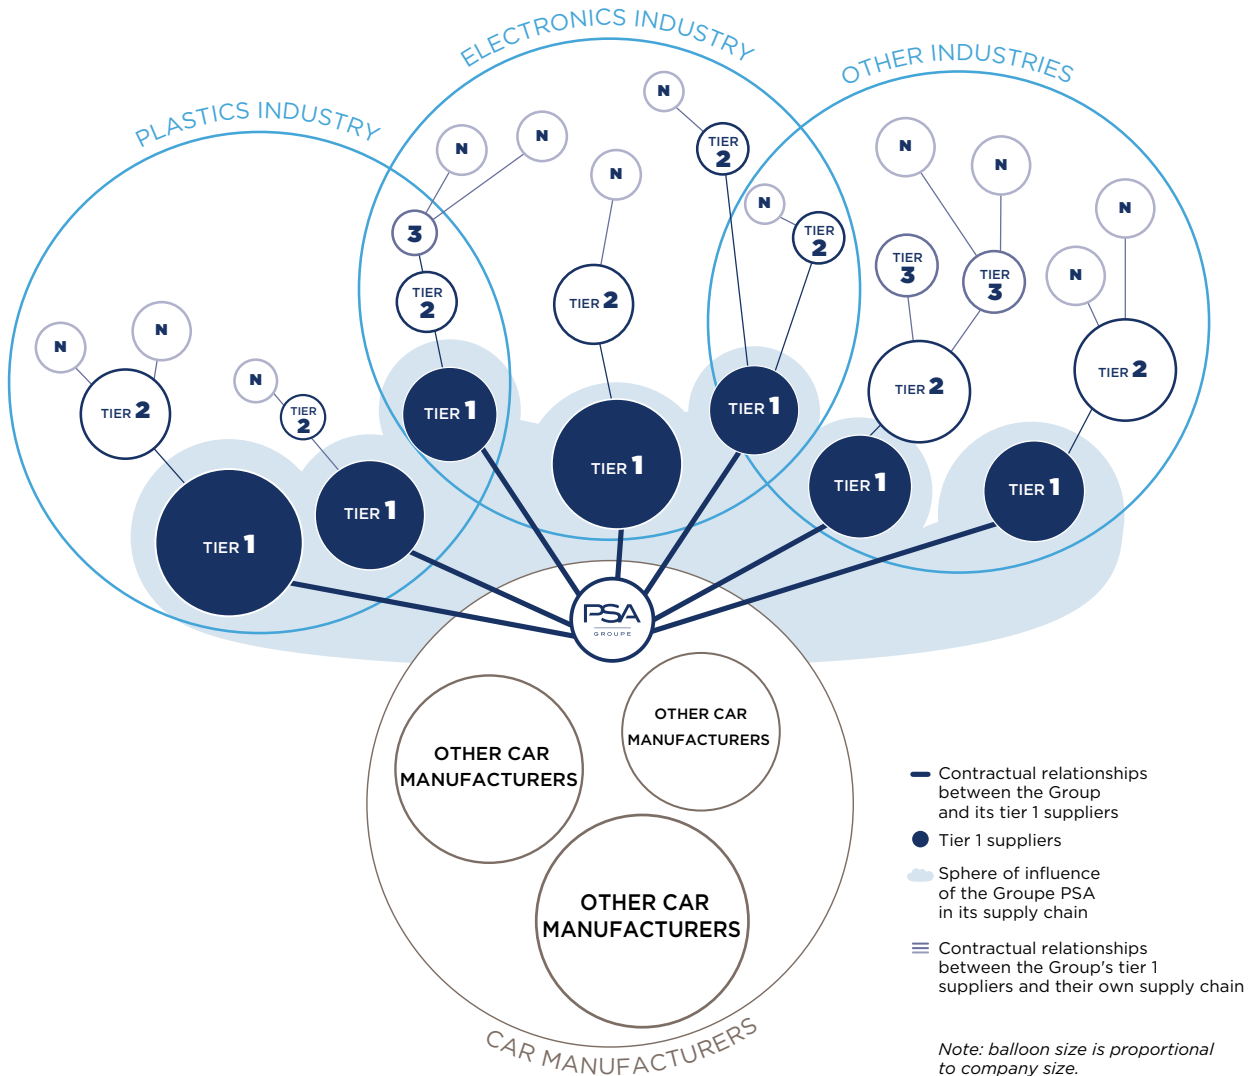 ELECTRONICS INDUSTRY
OTHER INDUSTRIES
PLASTICS INDUSTRY
N
N
N
N
N
N
N
N
N
N
N
N
N
TIER
2
TIER
2
3
TIER
3
TIER
3
TIER
2
TIER 2
TIER 2
TIER 2
TIER 2
TIER
2
TIER 1
TIER 1
TIER 1
TIER 1
TIER 1
TIER 1
TIER 1
PSA
GROUPE
OTHER CAR
MANUFACTURERS
OTHER CAR
MANUFACTURERS
OTHER CAR
MANUFACTURERS
CAR MANUFACTURERS
Contractual relationships
between the Group
and its tier 1 suppliers
Tier 1 suppliers
Sphere of influence
of the Groupe PSA
in its supply chain
Contractual relationships
between the Group's tier 1
suppliers and their own supply chain
Note: balloon size is proportional
to company size.